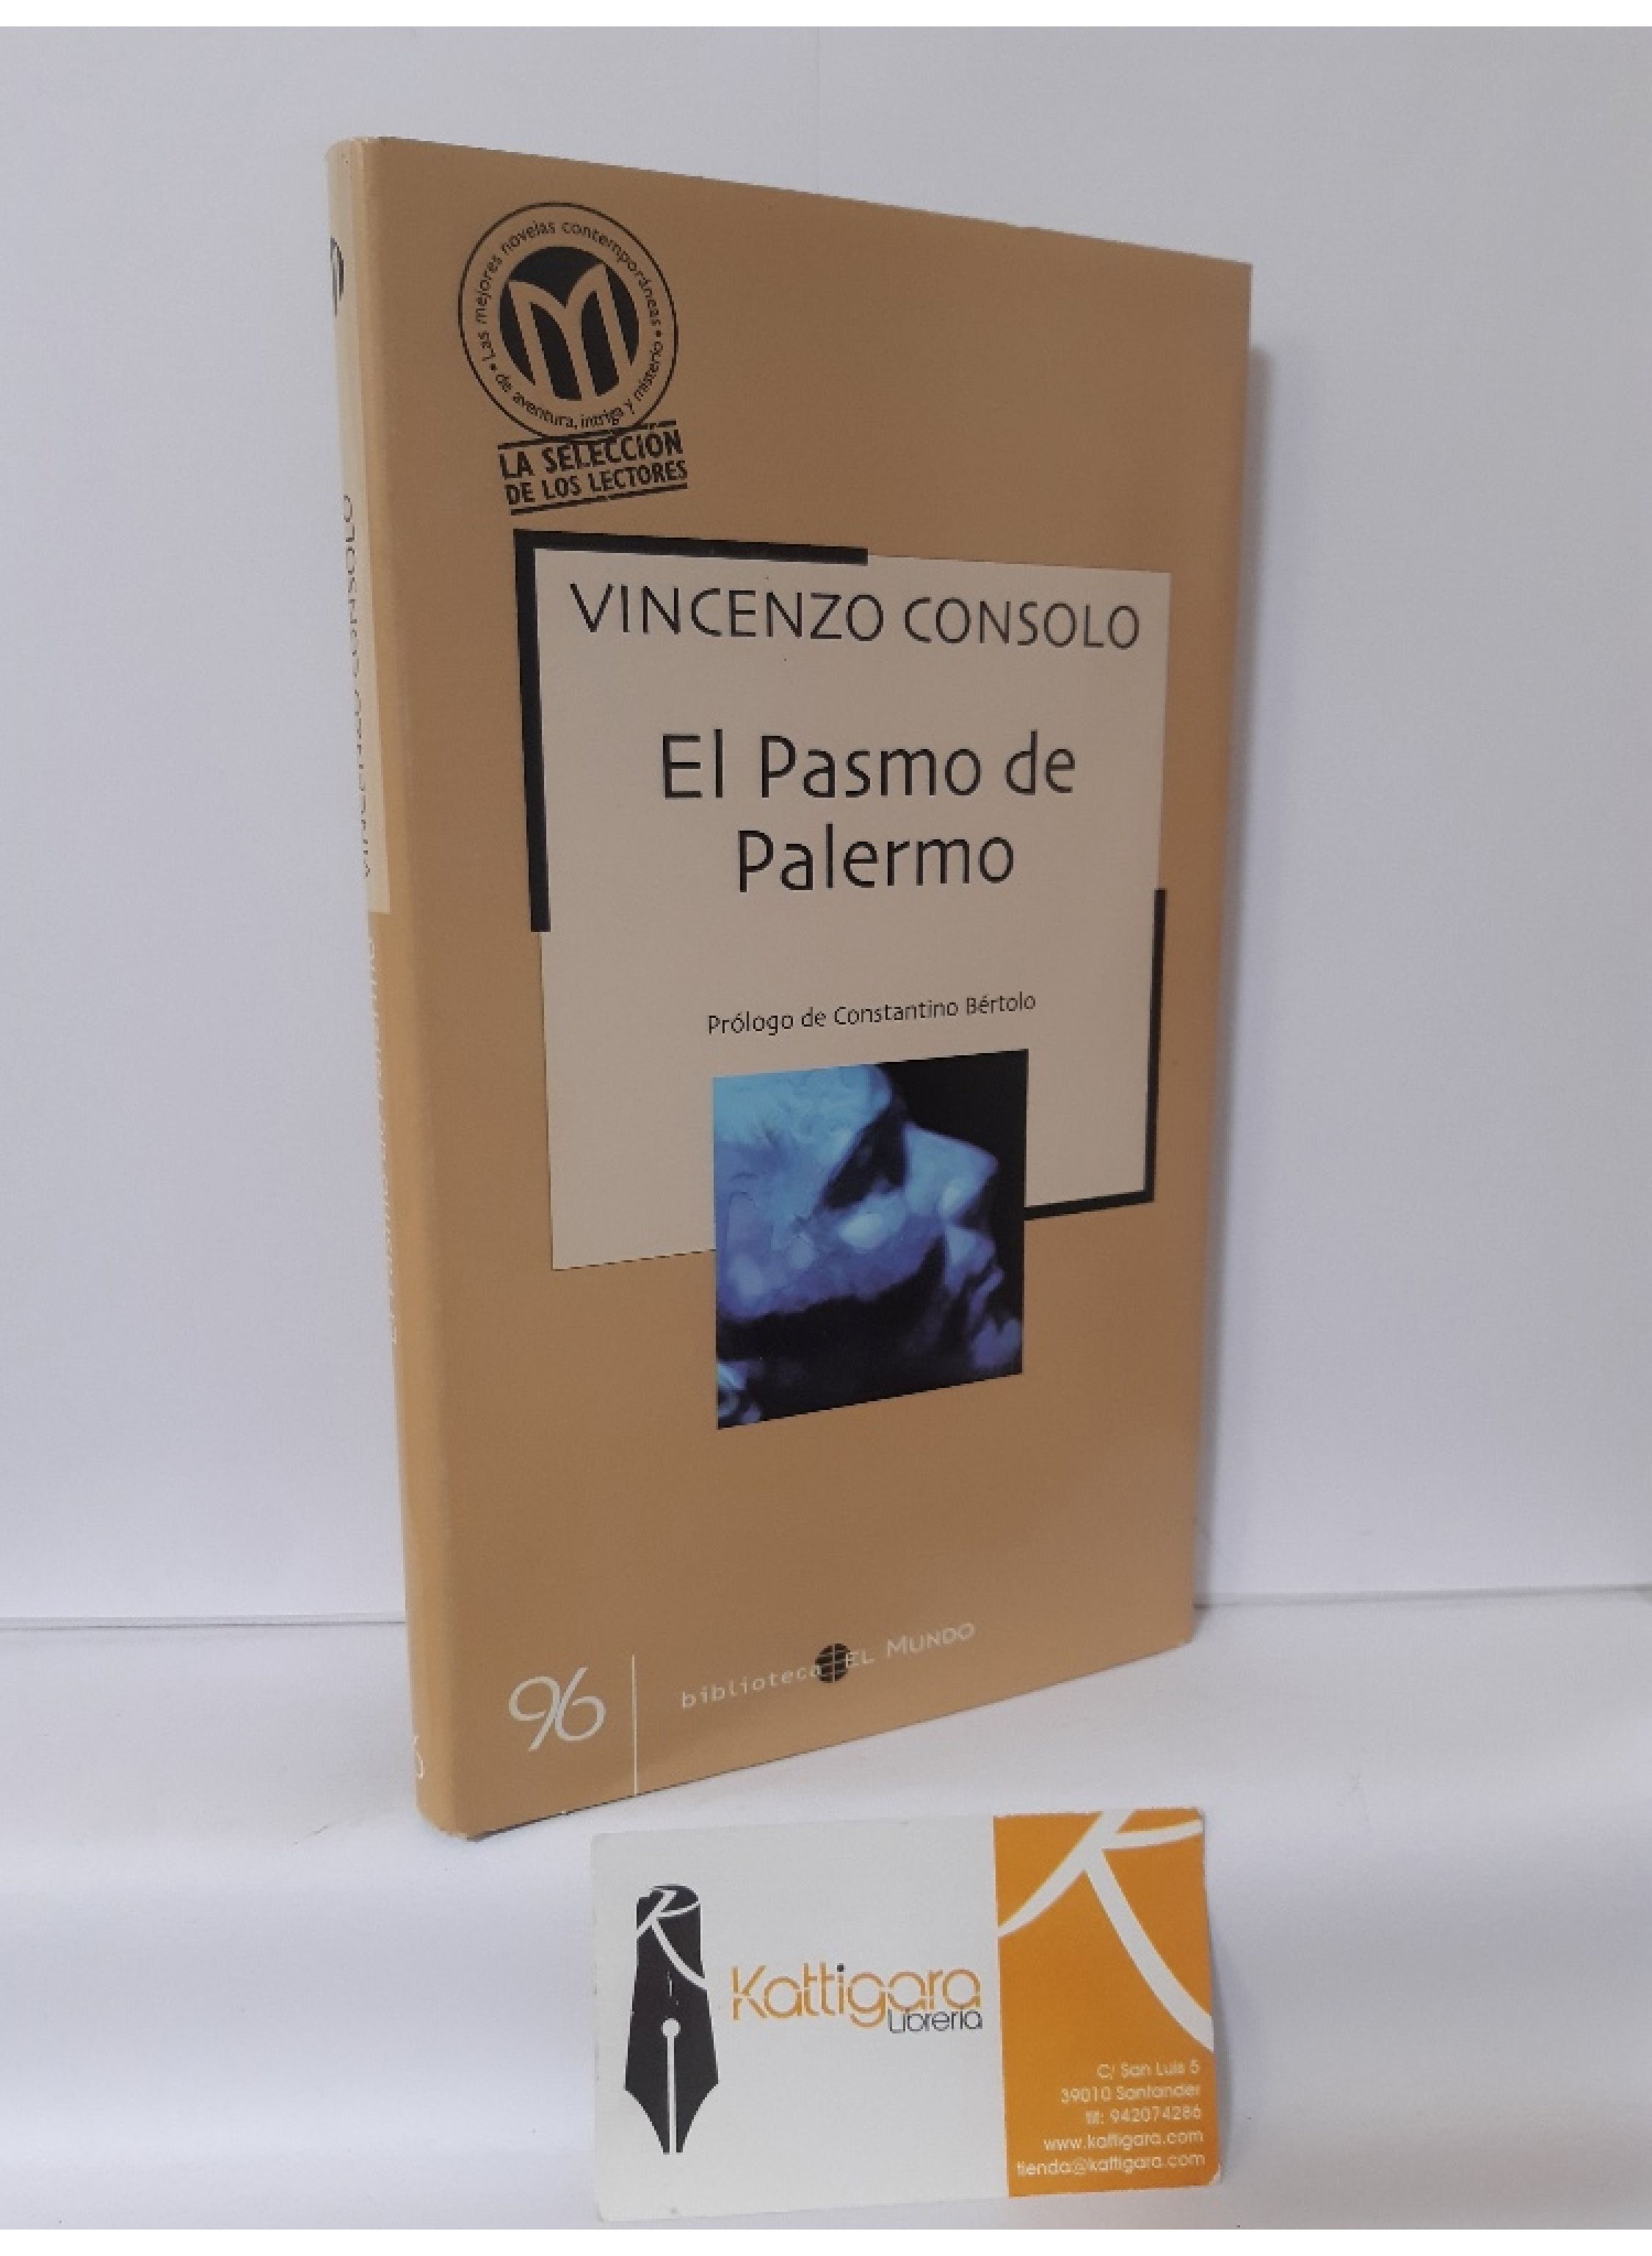 Las mejores novelas contemporáneas •
de aventura, intriga y misterio •
LA SELECCIÓN
DE LOS LECTORES
VINCENZO CONSOLO
El Pasmo de
Palermo
Prólogo de Constantino Bértolo
96
biblioteca EL MUNDO
VINCENZO CONSOLO
Kattigara
Librería
C/ San Luis 5
39010 Santander
tlf: 942074286
www.kattigara.com
tienda@kattigara.com